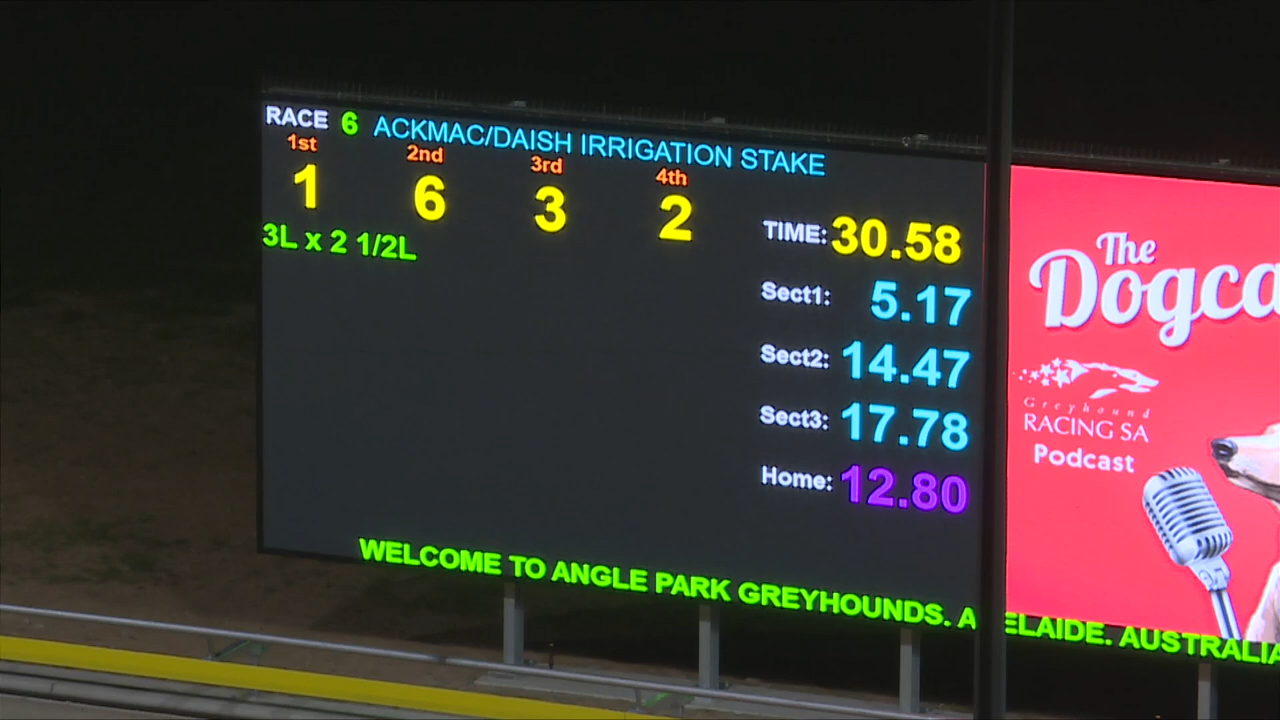 RACE 6 ACKMAC/DAISH IRRIGATION STAKE
1st 2nd 3rd 4th
1 6 3 2
3L x 2 1/2L
TIME: 30.58
Sect1: 5.17
Sect2: 14.47
Sect3: 17.78
Home: 12.80
The
Greyhound
RACING SA
Podcast
WELCOME TO ANGLE PARK GREYHOUNDS. A ELAIDE. AUSTRALIA